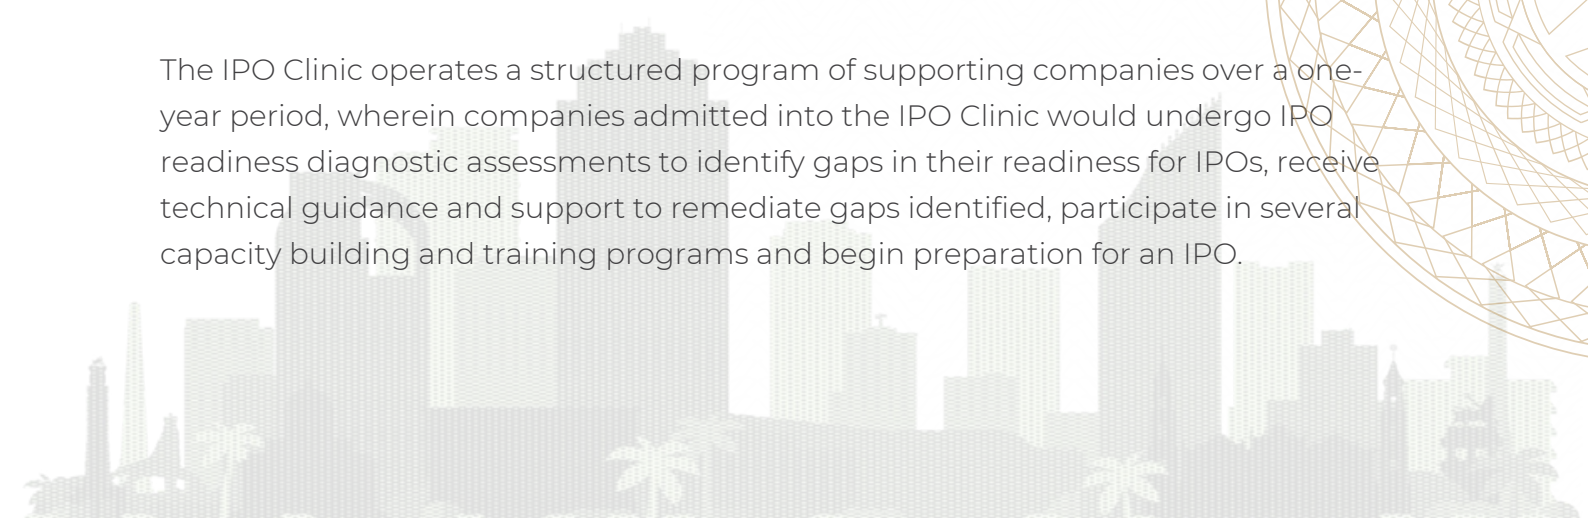 The IPO Clinic operates a structured program of supporting companies over a one-
year period, wherein companies admitted into the IPO Clinic would undergo IPO
readiness diagnostic assessments to identify gaps in their readiness for IPOs, receive
technical guidance and support to remediate gaps identified, participate in several
capacity building and training programs and begin preparation for an IPO.